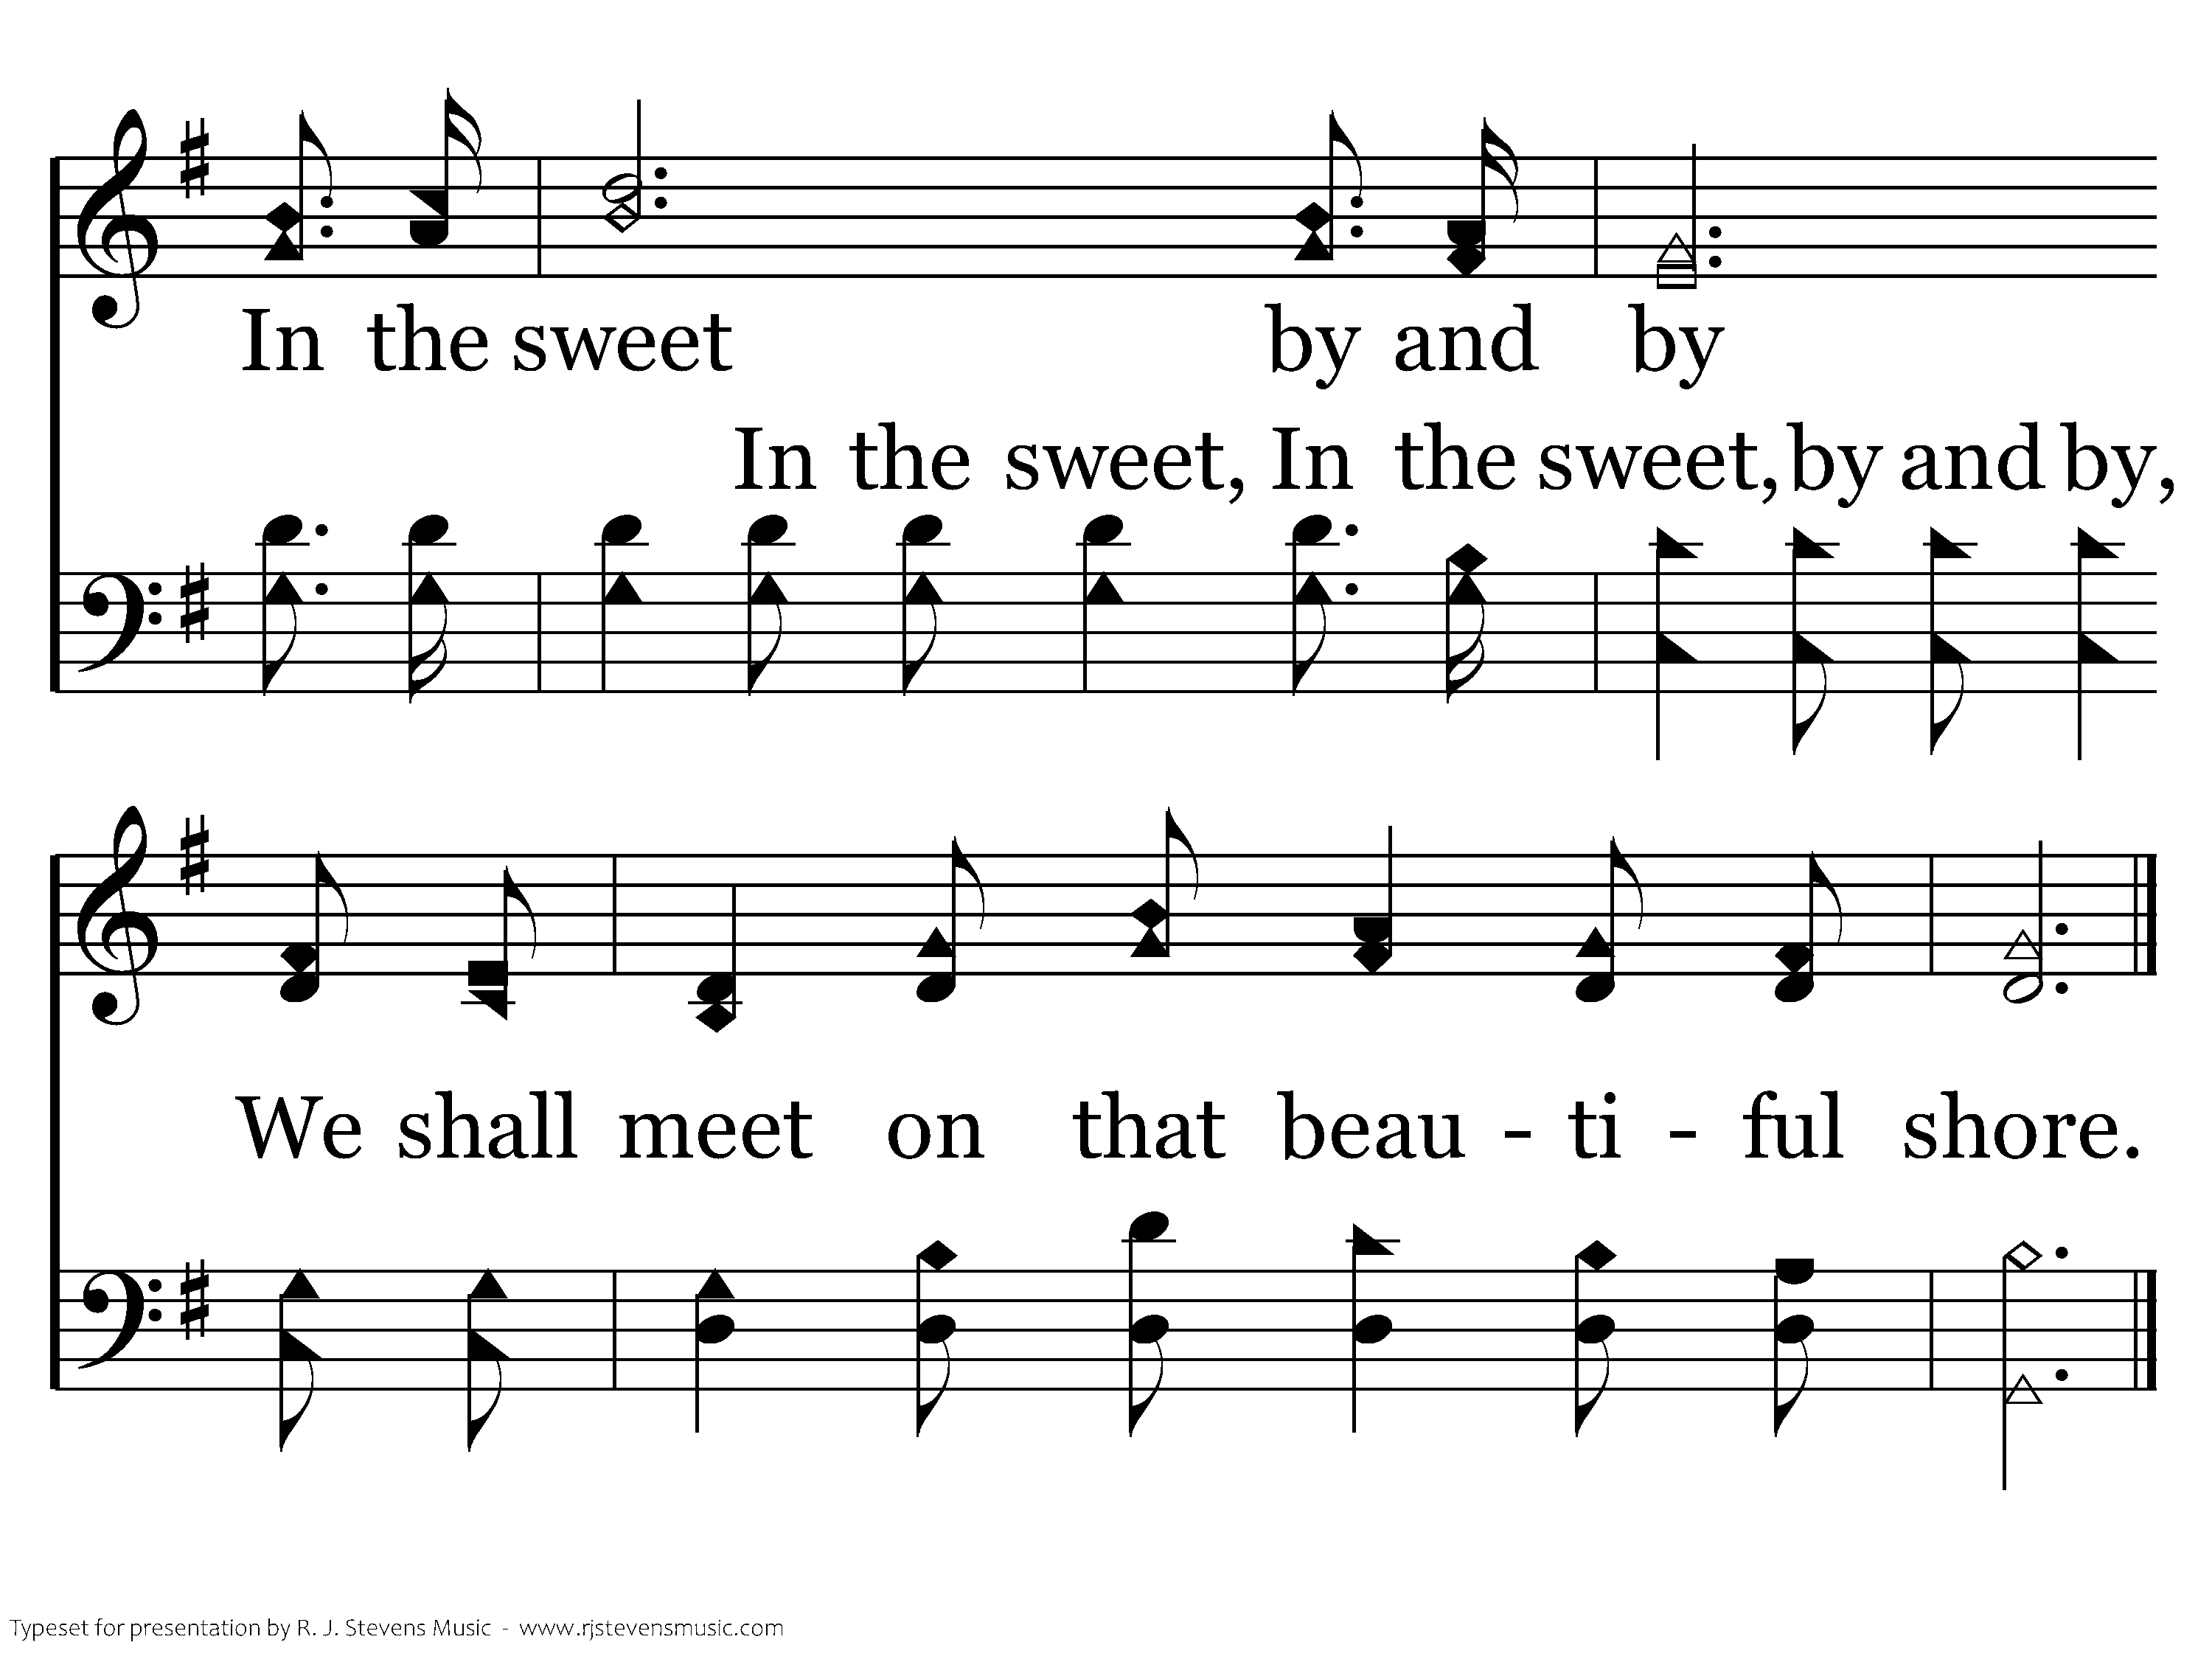 In the sweet by and by
In the sweet, In the sweet, by and by,
We shall meet on that beau - ti - ful shore.
Typeset for presentation by R. J. Stevens Music - www.rjstevensmusic.com